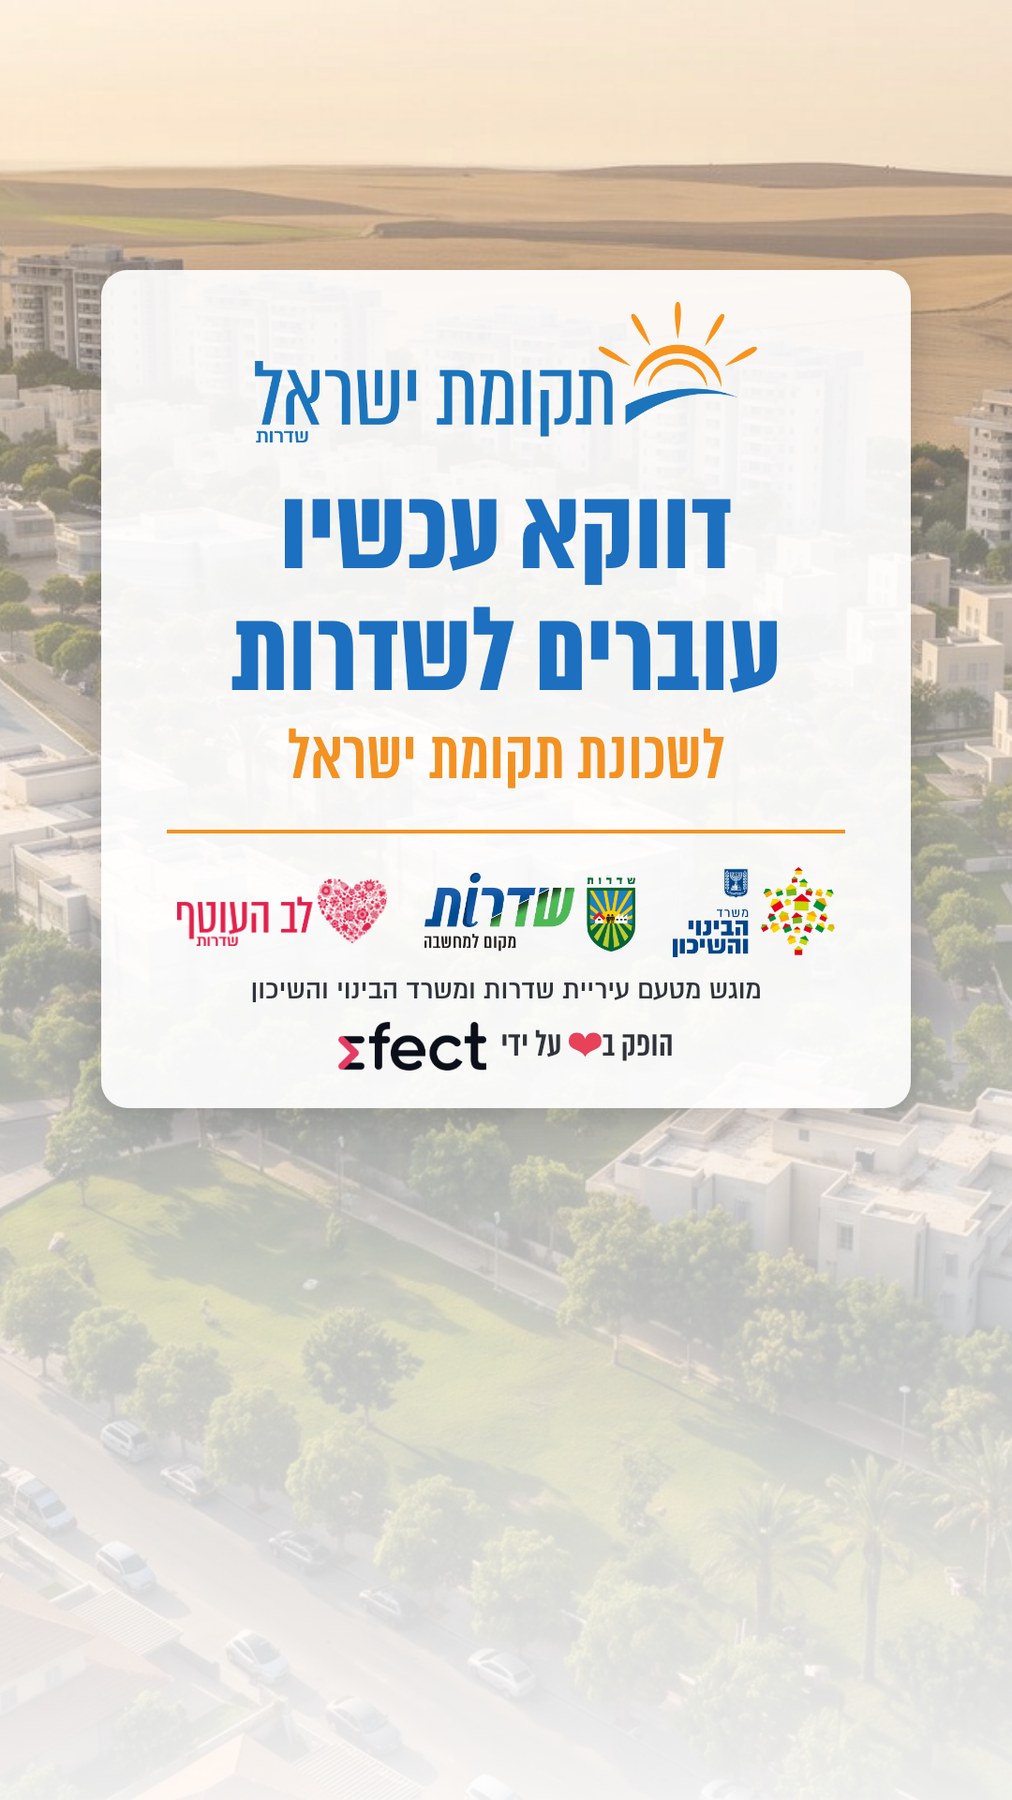 תקומת ישראל
שדרות
דווקא עכשיו
עוברים לשדרות
לשכונת תקומת ישראל
משרד
הבינוי
והשיכון
שדרות
שדרות
מקום למחשבה
לב העוטף
שדרות
מוגש מטעם עיריית שדרות ומשרד הבינוי והשיכון
הופק ב❤ על ידי Σfect